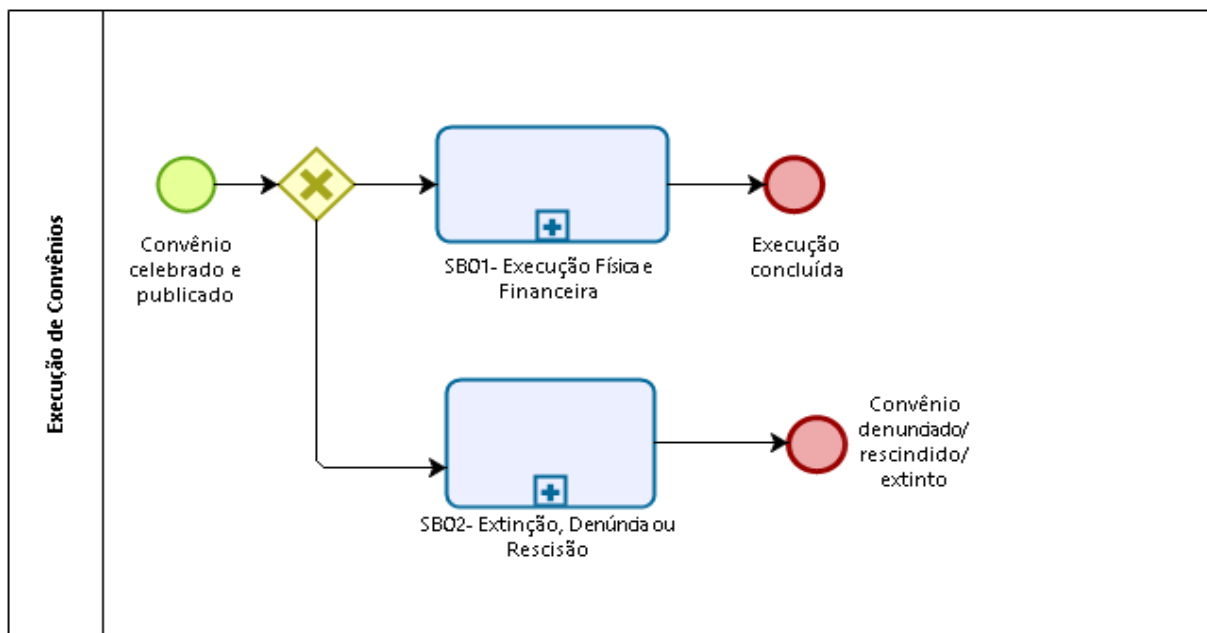 Execução de Convênios
Convênio
celebrado e
publicado
SB01- Execução Física e
Financeira
Execução
concluída
SB02- Extinção, Denúncia ou
Rescisão
Convênio
denunciado/
rescindido/
extinto